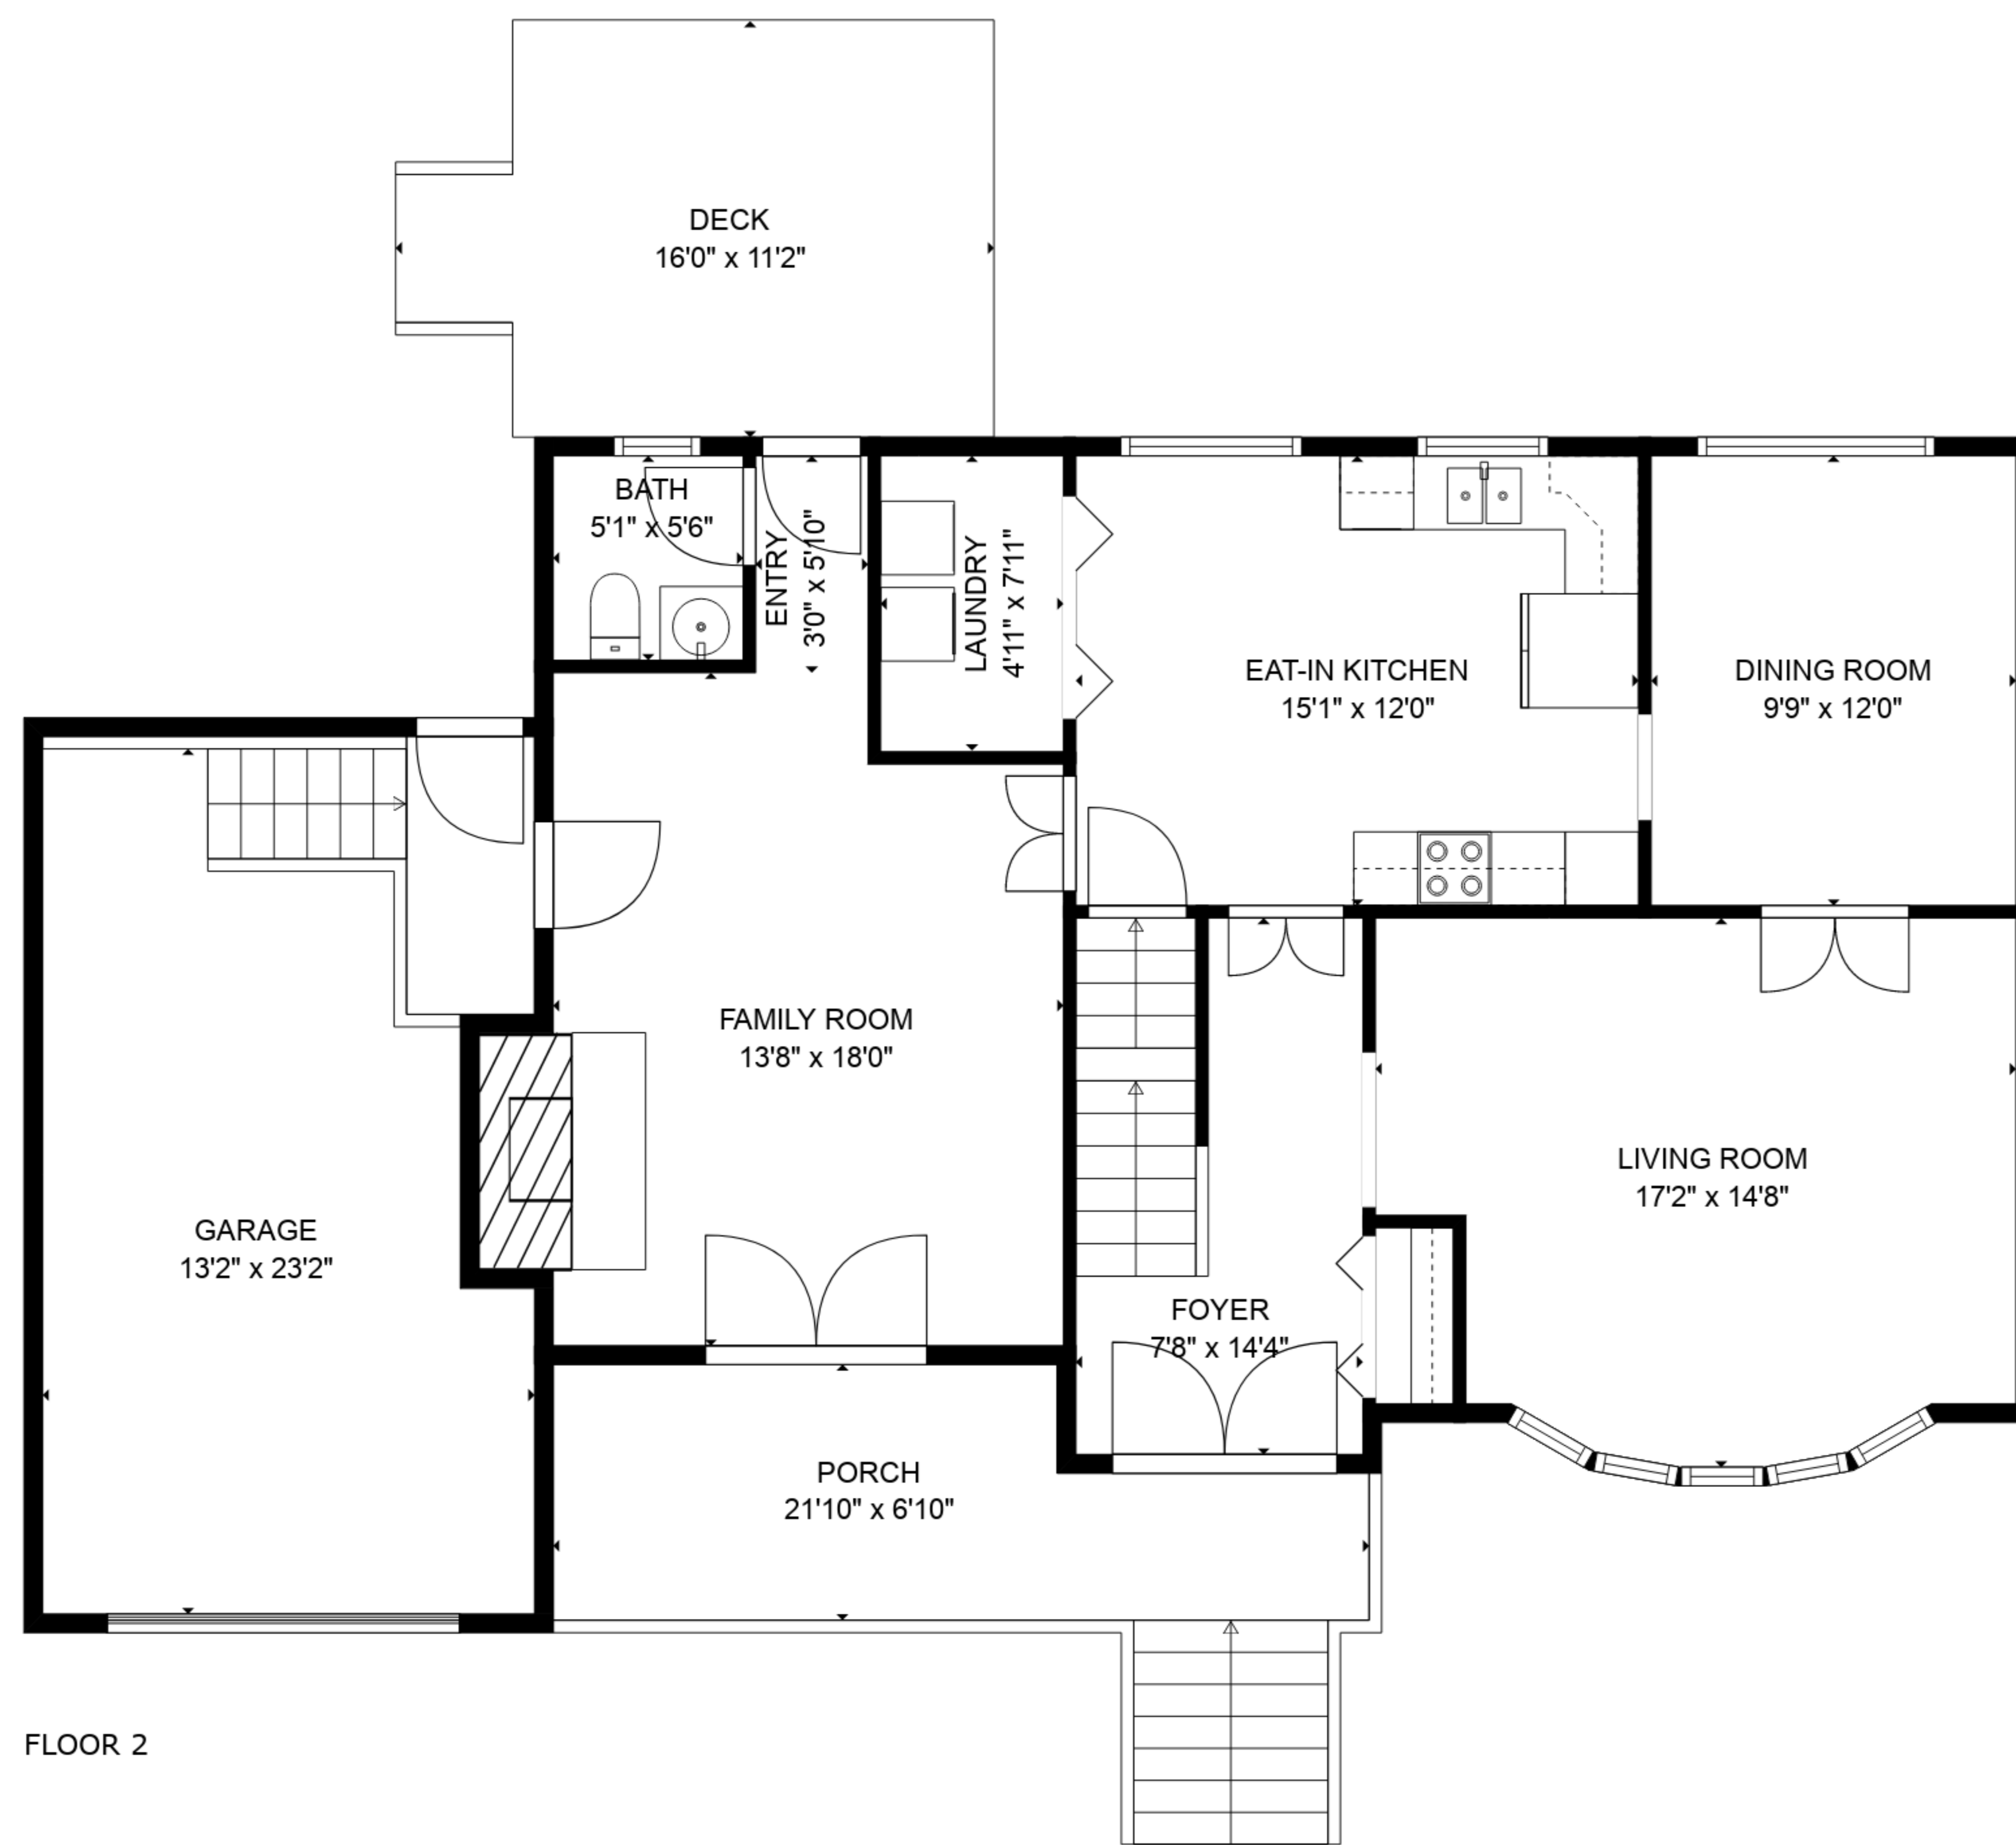 DECK
16'0" x 11'2"
BATH
5'1" x 5'6"
ENTRY
3'0" x 5'10"
LAUNDRY
4'11" x 7'11"
EAT-IN KITCHEN
15'1" x 12'0"
DINING ROOM
9'9" x 12'0"
FAMILY ROOM
13'8" x 18'0"
LIVING ROOM
17'2" x 14'8"
GARAGE
13'2" x 23'2"
FOYER
7'8" x 14'4"
PORCH
21'10" x 6'10"
FLOOR 2